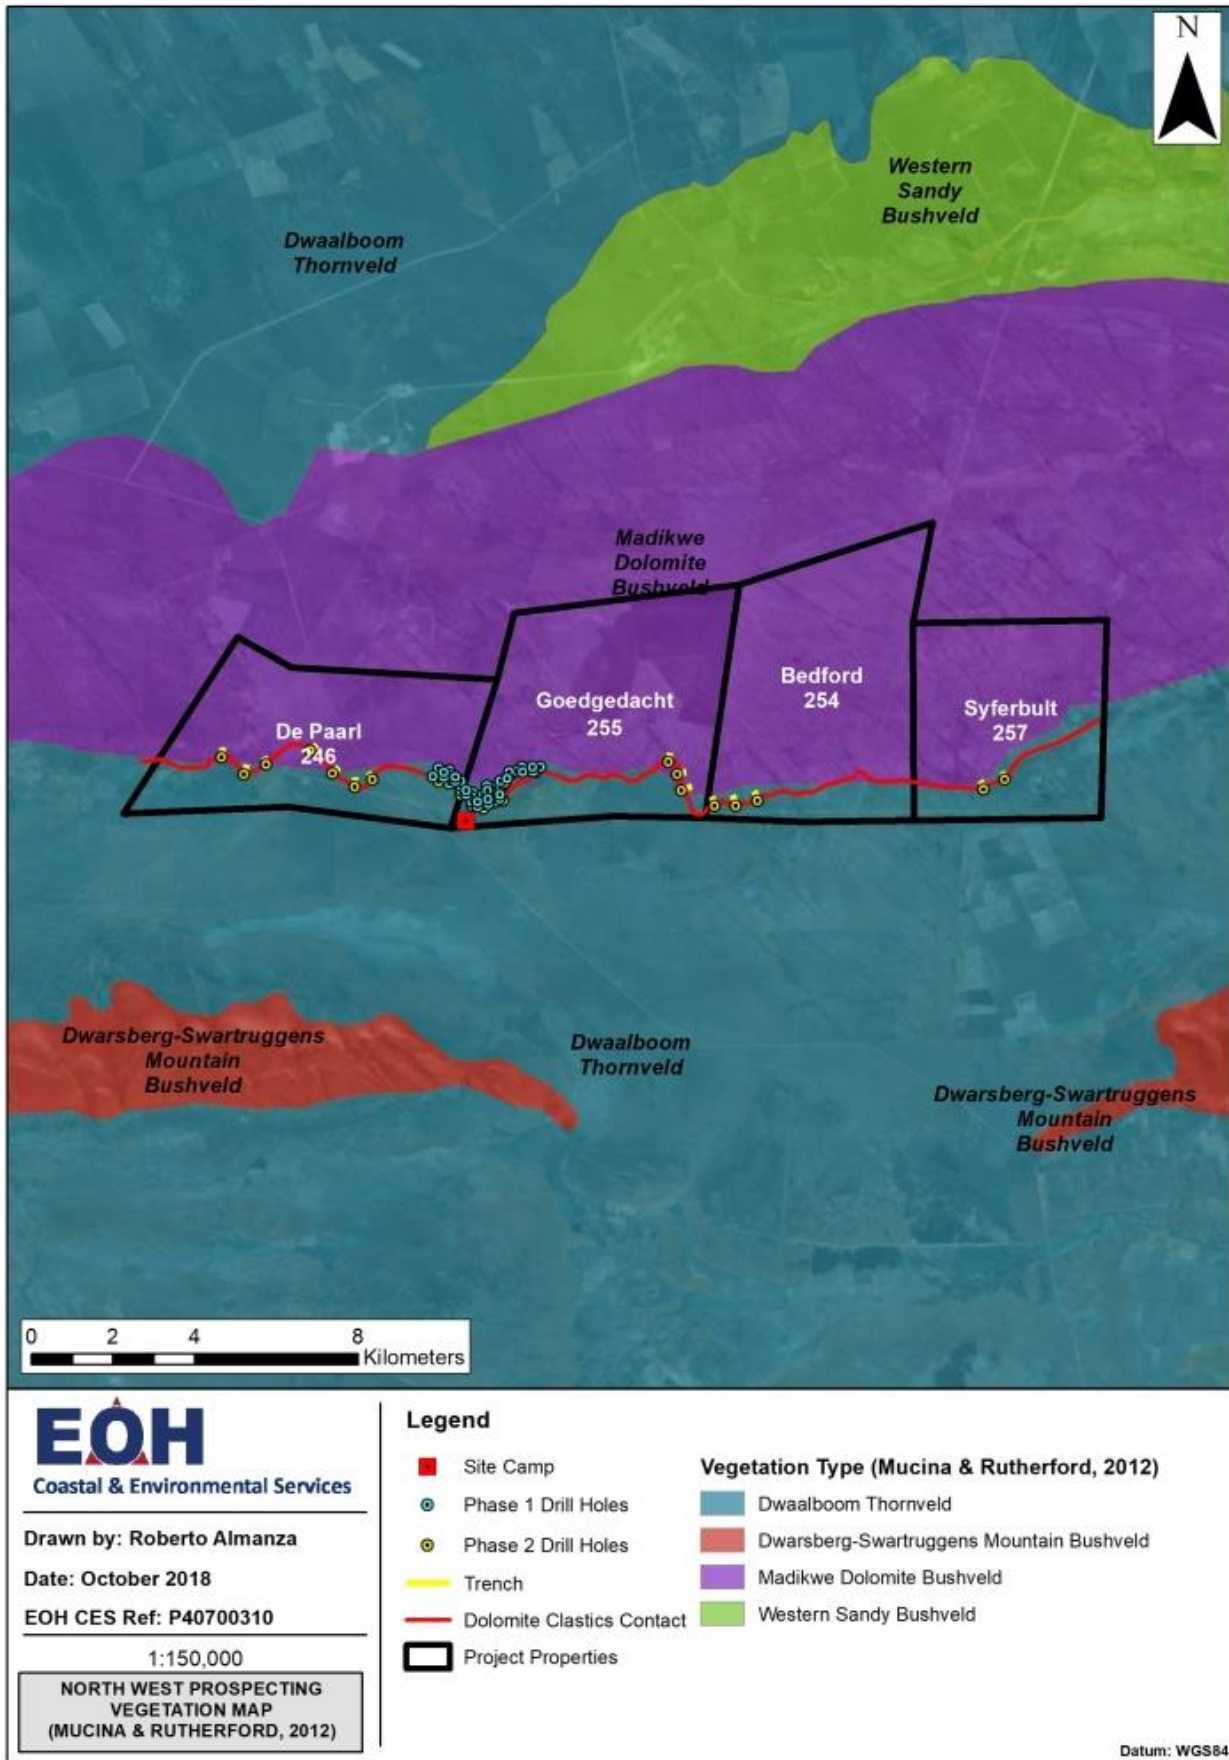 N
Western
Sandy
Bushveld
Dwaalboom
Thornveld
Madikwe
Dolomite
Bushveld
De Paarl
246
Goedgedacht
255
Bedford
254
Syferbult
257
Dwarsberg-Swartruggens
Mountain
Bushveld
Dwaalboom
Thornveld
Dwarsberg-Swartruggens
Mountain
Bushveld
0 2 4 8
Kilometers
EOH
Coastal & Environmental Services
Drawn by: Roberto Almanza
Date: October 2018
EOH CES Ref: P40700310
1:150,000
NORTH WEST PROSPECTING
VEGETATION MAP
(MUCINA & RUTHERFORD, 2012)
Legend
Site Camp
Phase 1 Drill Holes
Phase 2 Drill Holes
Trench
Dolomite Clastics Contact
Project Properties
Vegetation Type (Mucina & Rutherford, 2012)
Dwaalboom Thornveld
Dwarsberg-Swartruggens Mountain Bushveld
Madikwe Dolomite Bushveld
Western Sandy Bushveld
Datum: WGS84